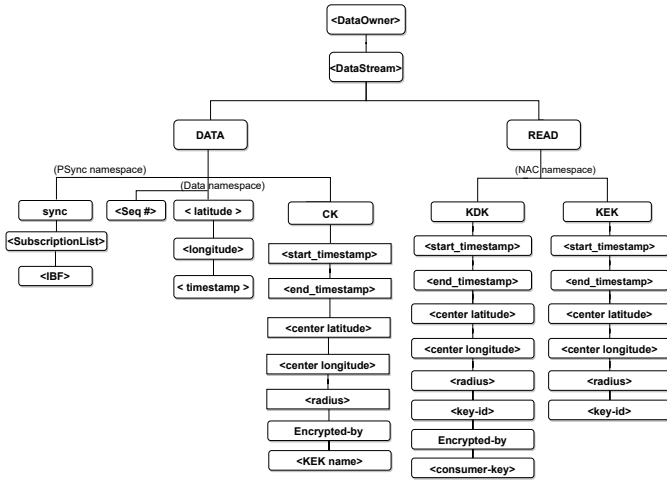 <DataOwner>
<DataStream>
DATA
READ
(PSync namespace)
(Data namespace)
(NAC namespace)
sync
<SubscriptionList>
<IBF>
<Seq #>
< latitude >
<longitude>
< timestamp >
CK
<start_timestamp>
<end_timestamp>
<center latitude>
<center longitude>
<radius>
Encrypted-by
<KEK name>
KDK
<start_timestamp>
<end_timestamp>
<center latitude>
<center longitude>
<radius>
<key-id>
Encrypted-by
<consumer-key>
KEK
<start_timestamp>
<end_timestamp>
<center latitude>
<center longitude>
<radius>
<key-id>